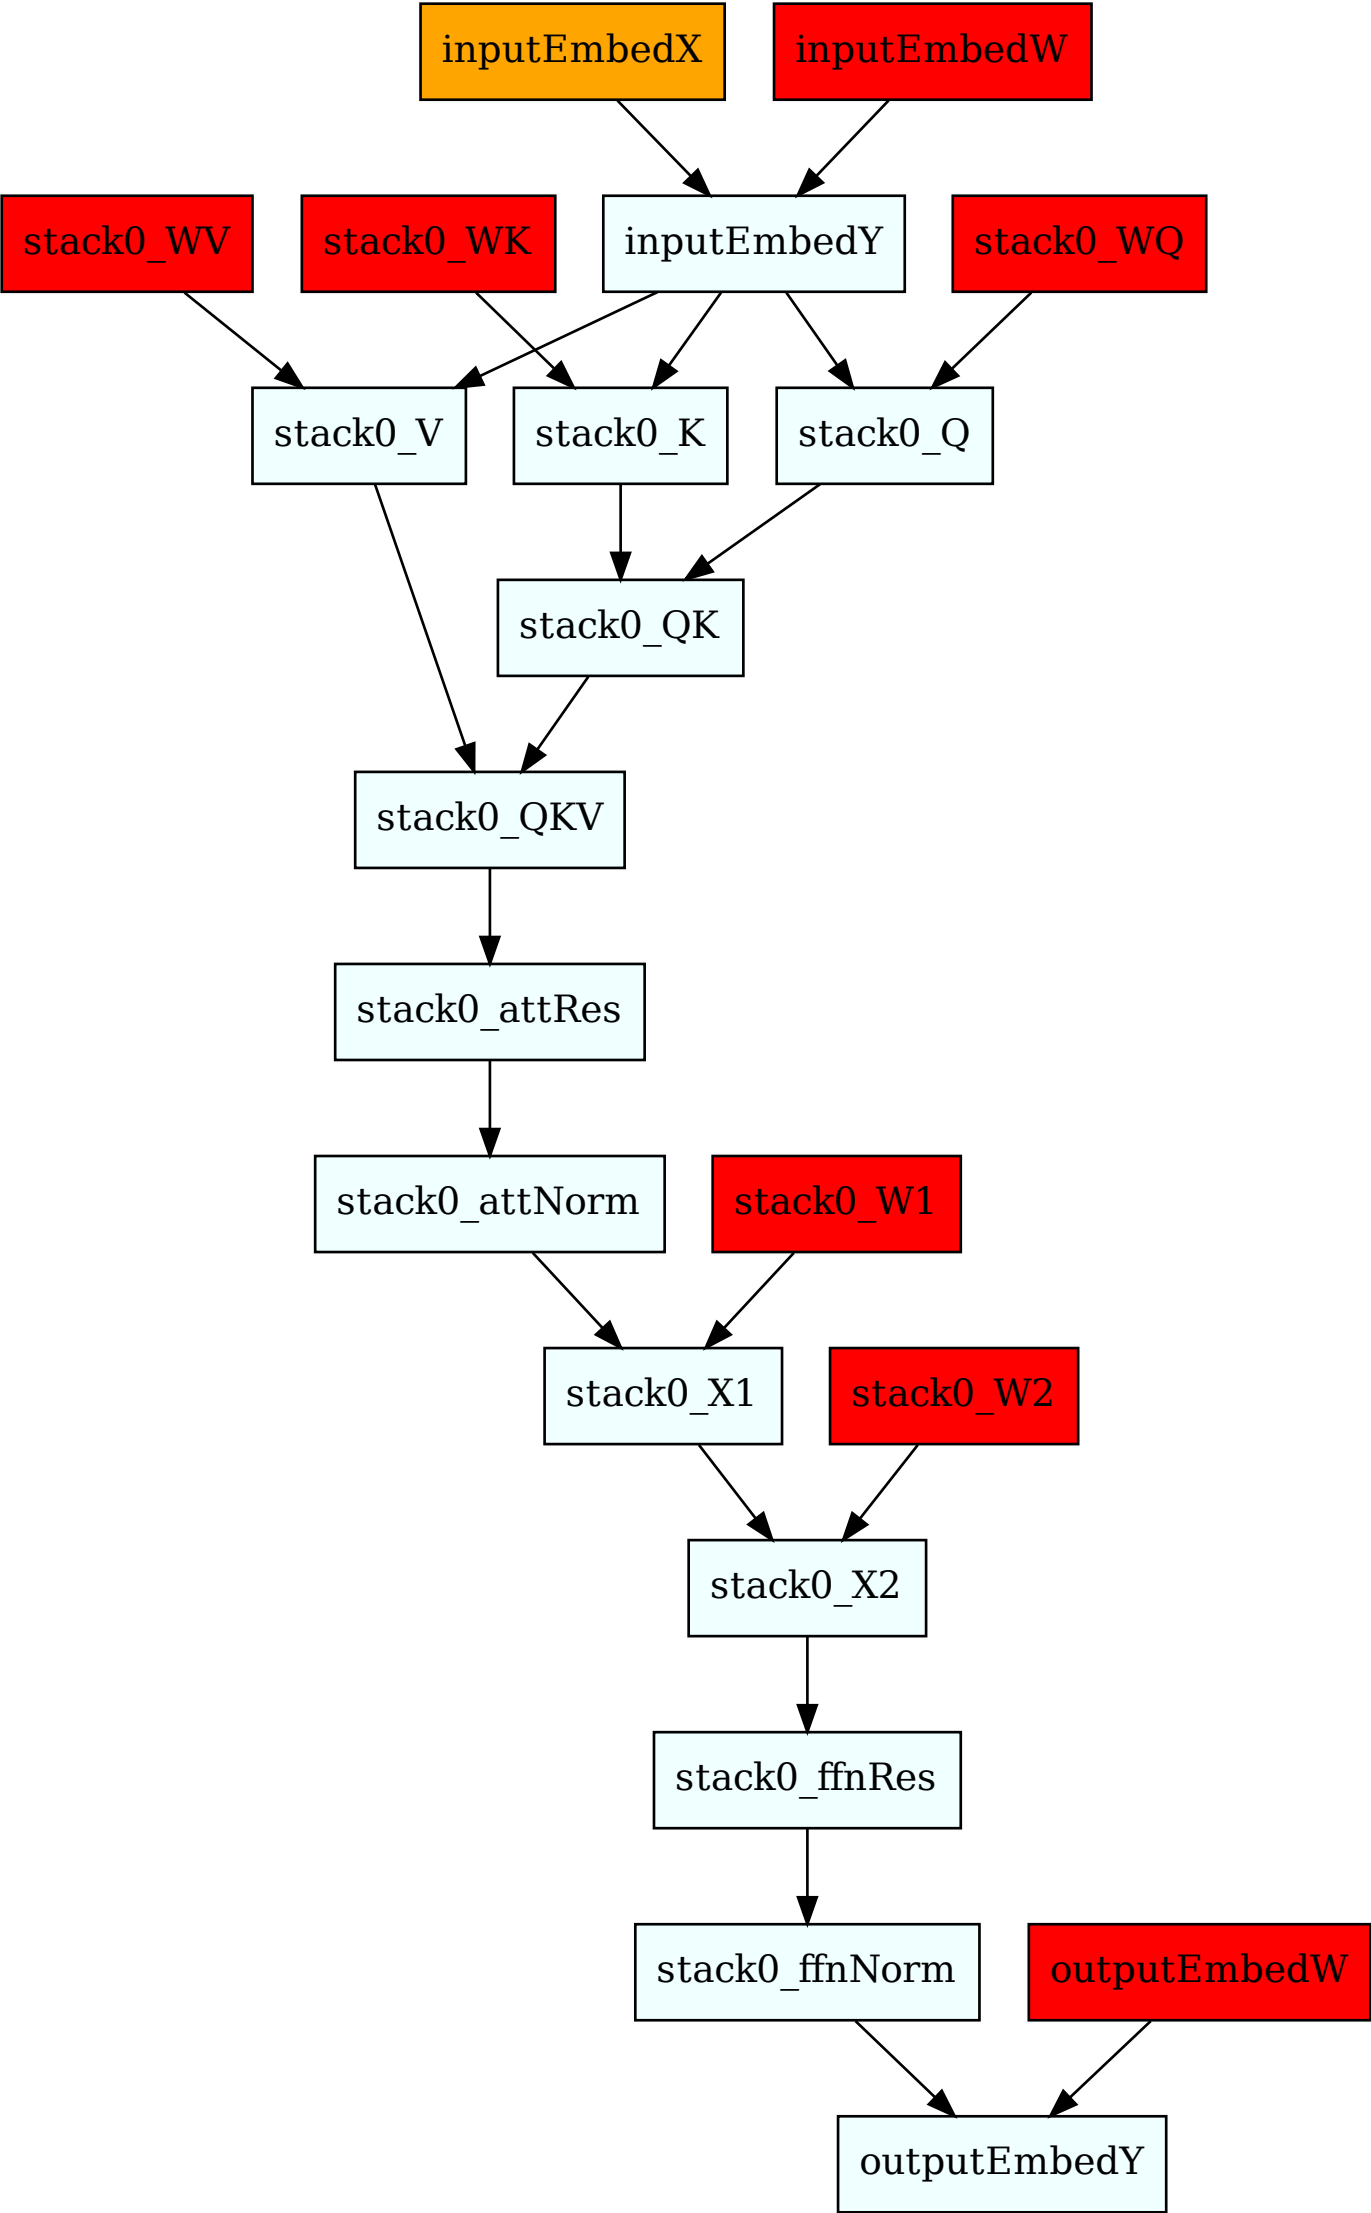 inputEmbedX
inputEmbedW
stack0_WV
stack0_WK
inputEmbedY
stack0_WQ
stack0_V
stack0_K
stack0_Q
stack0_QK
stack0_QKV
stack0_attRes
stack0_attNorm
stack0_W1
stack0_X1
stack0_W2
stack0_X2
stack0_ffnRes
stack0_ffnNorm
outputEmbedW
outputEmbedY